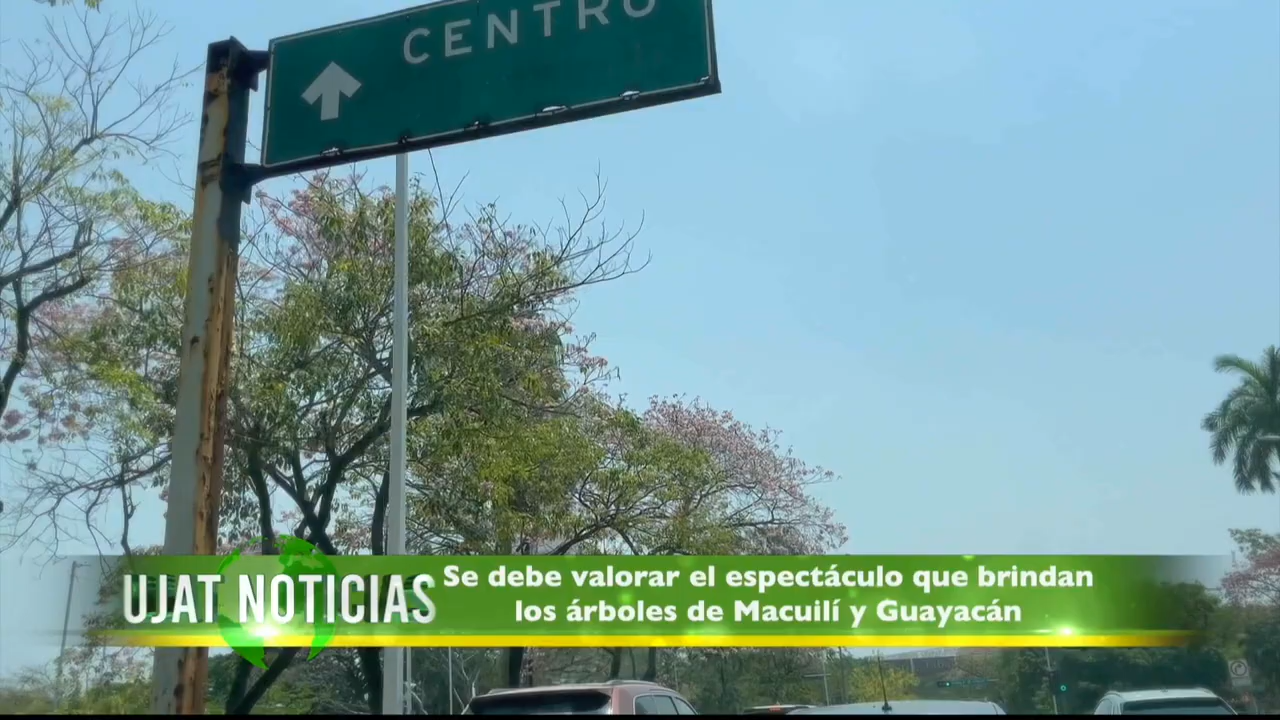 CENTRO
UJAT NOTICIAS
Se debe valorar el espectáculo que brindan
los árboles de Macuilí y Guayacán